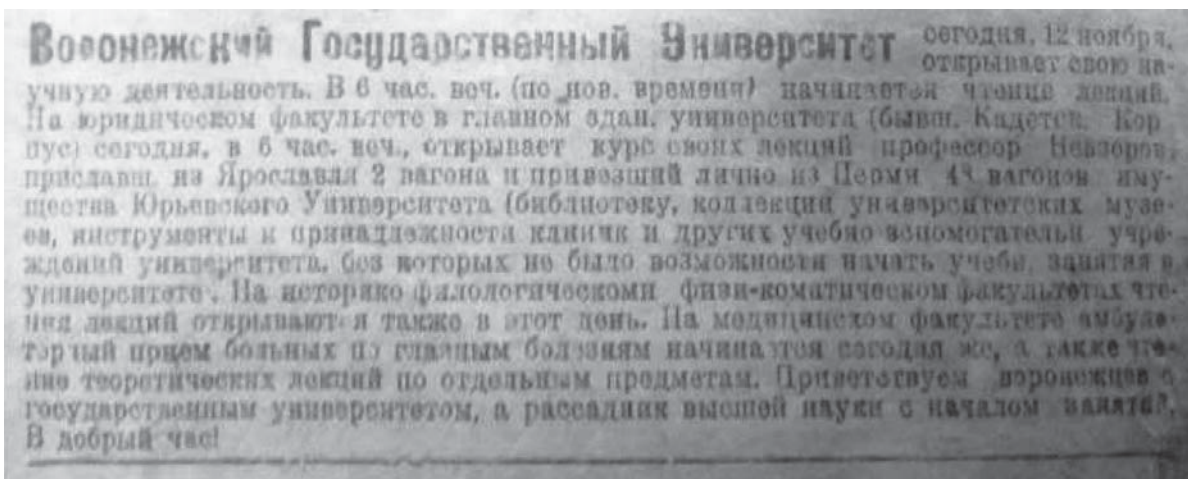 Воронежский Государственный Университет сегодня, 12 ноября,
открывает свою на-
учную деятельность. В 6 час. веч. (по нов. времени) начинается чтение лекций.
На юридическом факультете в главном здан. университета (бывш. Кадетск. Кор
пус) сегодня, в 6 час. веч., открывает курс своих лекций профессор Невзоров,
приславш. из Ярославля 2 вагона и привезший лично из Перми вагонов иму-
щества Юрьевского Университета (библиотеку, коллекции университетских музе-
ев, инструменты и принадлежности клиник и других учебно вспомогательн учре-
ждений университета, без которых не было возможности начать учебн. занятия в
университете. На историко филологическоми физи-коматическом факультетах чте-
ния лекций открывают-я также в этот день. На медицинском факультете амбула-
торный прием больных по главным болезням начинается сегодня же, а также чте-
ние теоретических лекций по отдельным предметам. Приветствуем воронежцев с
государственным университетом, а рассадник высшей науки с началом занятий.
В добрый час!